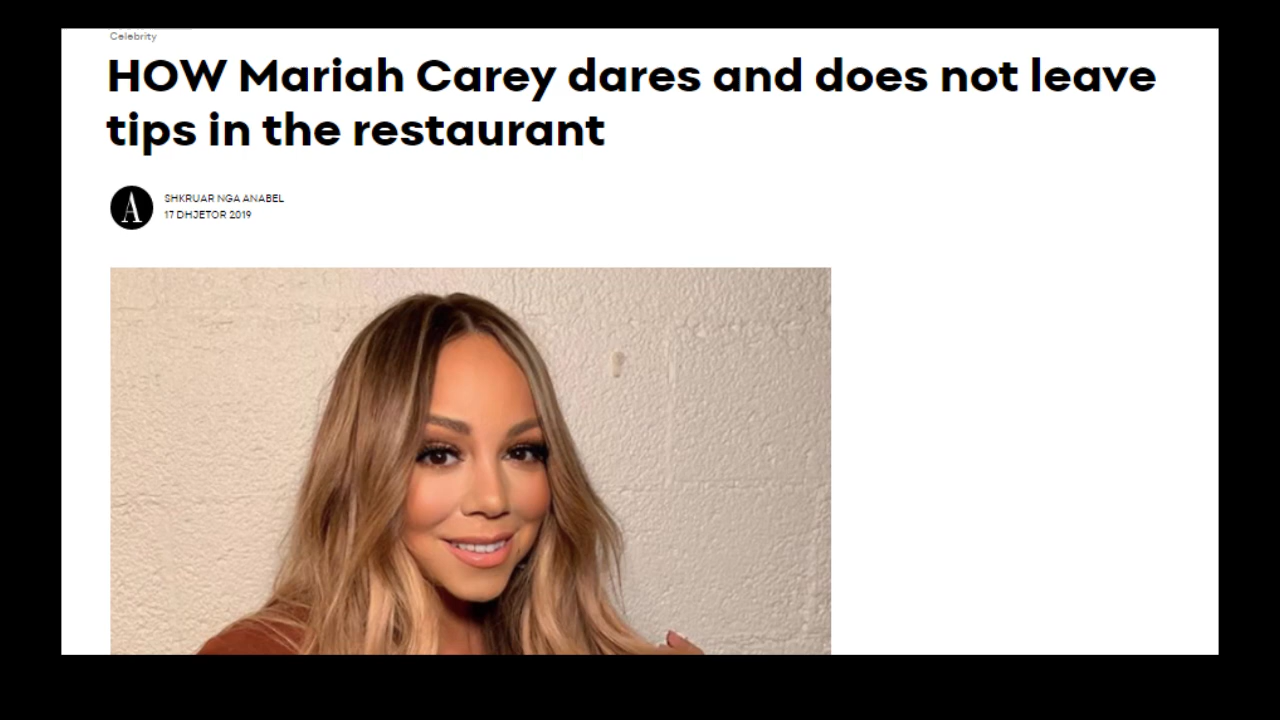 Celebrity
HOW Mariah Carey dares and does not leave
tips in the restaurant
A
SHKRUAR NGA ANABEL
17 DHJETOR 2019